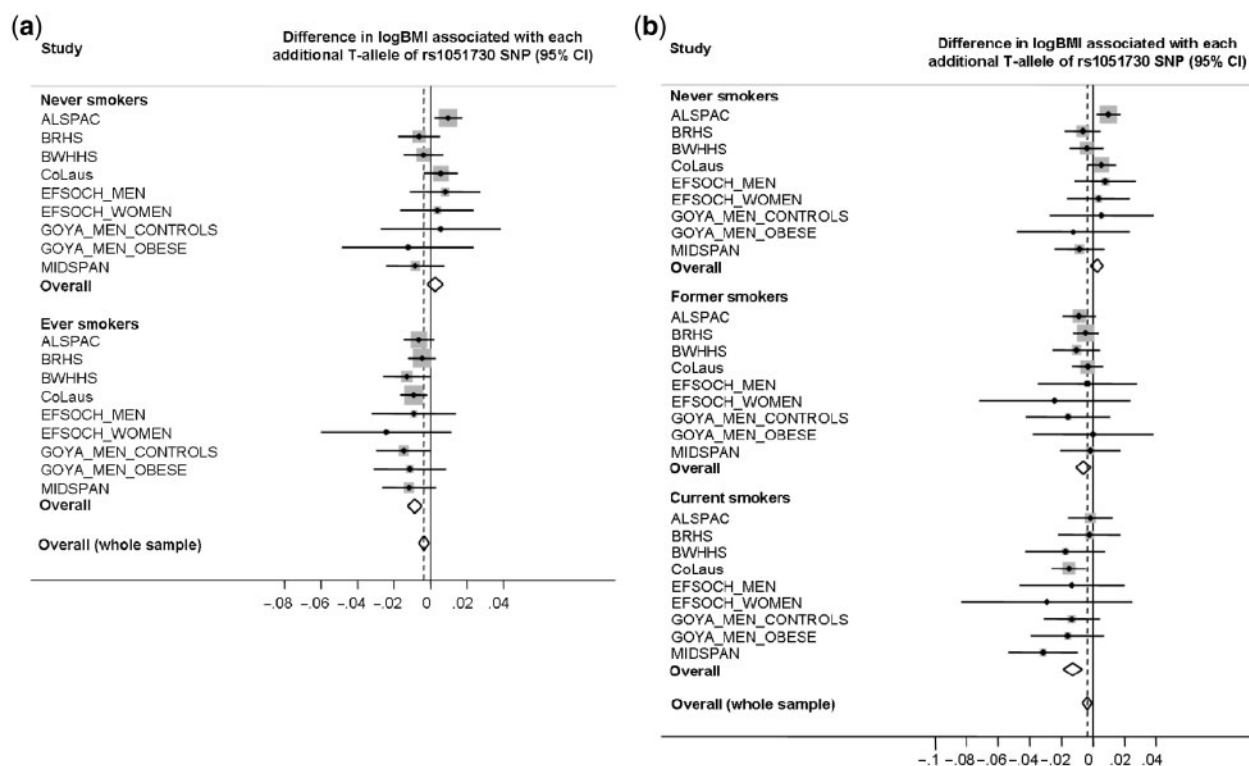 (a)
Study
Difference in logBMI associated with each
additional T-allele of rs1051730 SNP (95% CI)
Never smokers
ALSPAC
BRHS
BWHHS
CoLaus
EFSOCH_MEN
EFSOCH_WOMEN
GOYA_MEN_CONTROLS
GOYA_MEN_OBESE
MIDSPAN
Overall
Ever smokers
ALSPAC
BRHS
BWHHS
CoLaus
EFSOCH_MEN
EFSOCH_WOMEN
GOYA_MEN_CONTROLS
GOYA_MEN_OBESE
MIDSPAN
Overall
Overall (whole sample)
-.08 -.06 -.04 -.02 0 .02 .04
(b)
Study
Difference in logBMI associated with each
additional T-allele of rs1051730 SNP (95% CI)
Never smokers
ALSPAC
BRHS
BWHHS
CoLaus
EFSOCH_MEN
EFSOCH_WOMEN
GOYA_MEN_CONTROLS
GOYA_MEN_OBESE
MIDSPAN
Overall
Former smokers
ALSPAC
BRHS
BWHHS
CoLaus
EFSOCH_MEN
EFSOCH_WOMEN
GOYA_MEN_CONTROLS
GOYA_MEN_OBESE
MIDSPAN
Overall
Current smokers
ALSPAC
BRHS
BWHHS
CoLaus
EFSOCH_MEN
EFSOCH_WOMEN
GOYA_MEN_CONTROLS
GOYA_MEN_OBESE
MIDSPAN
Overall
Overall (whole sample)
-.1 -.08 -.06 -.04 -.02 0 .02 .04